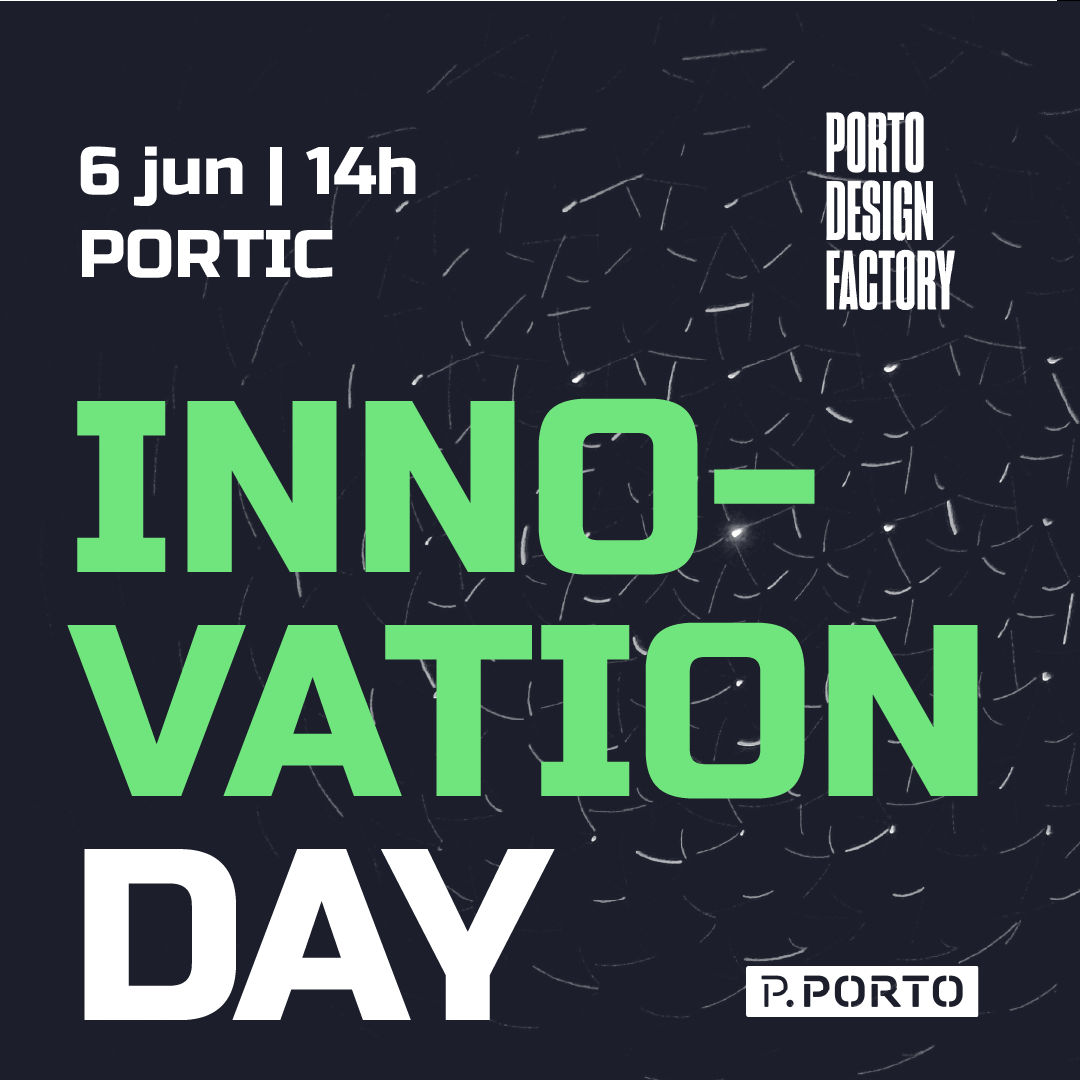 6 jun | 14h
PORTIC
PORTO
DESIGN
FACTORY
INNO-
VATION
DAY
P.PORTO